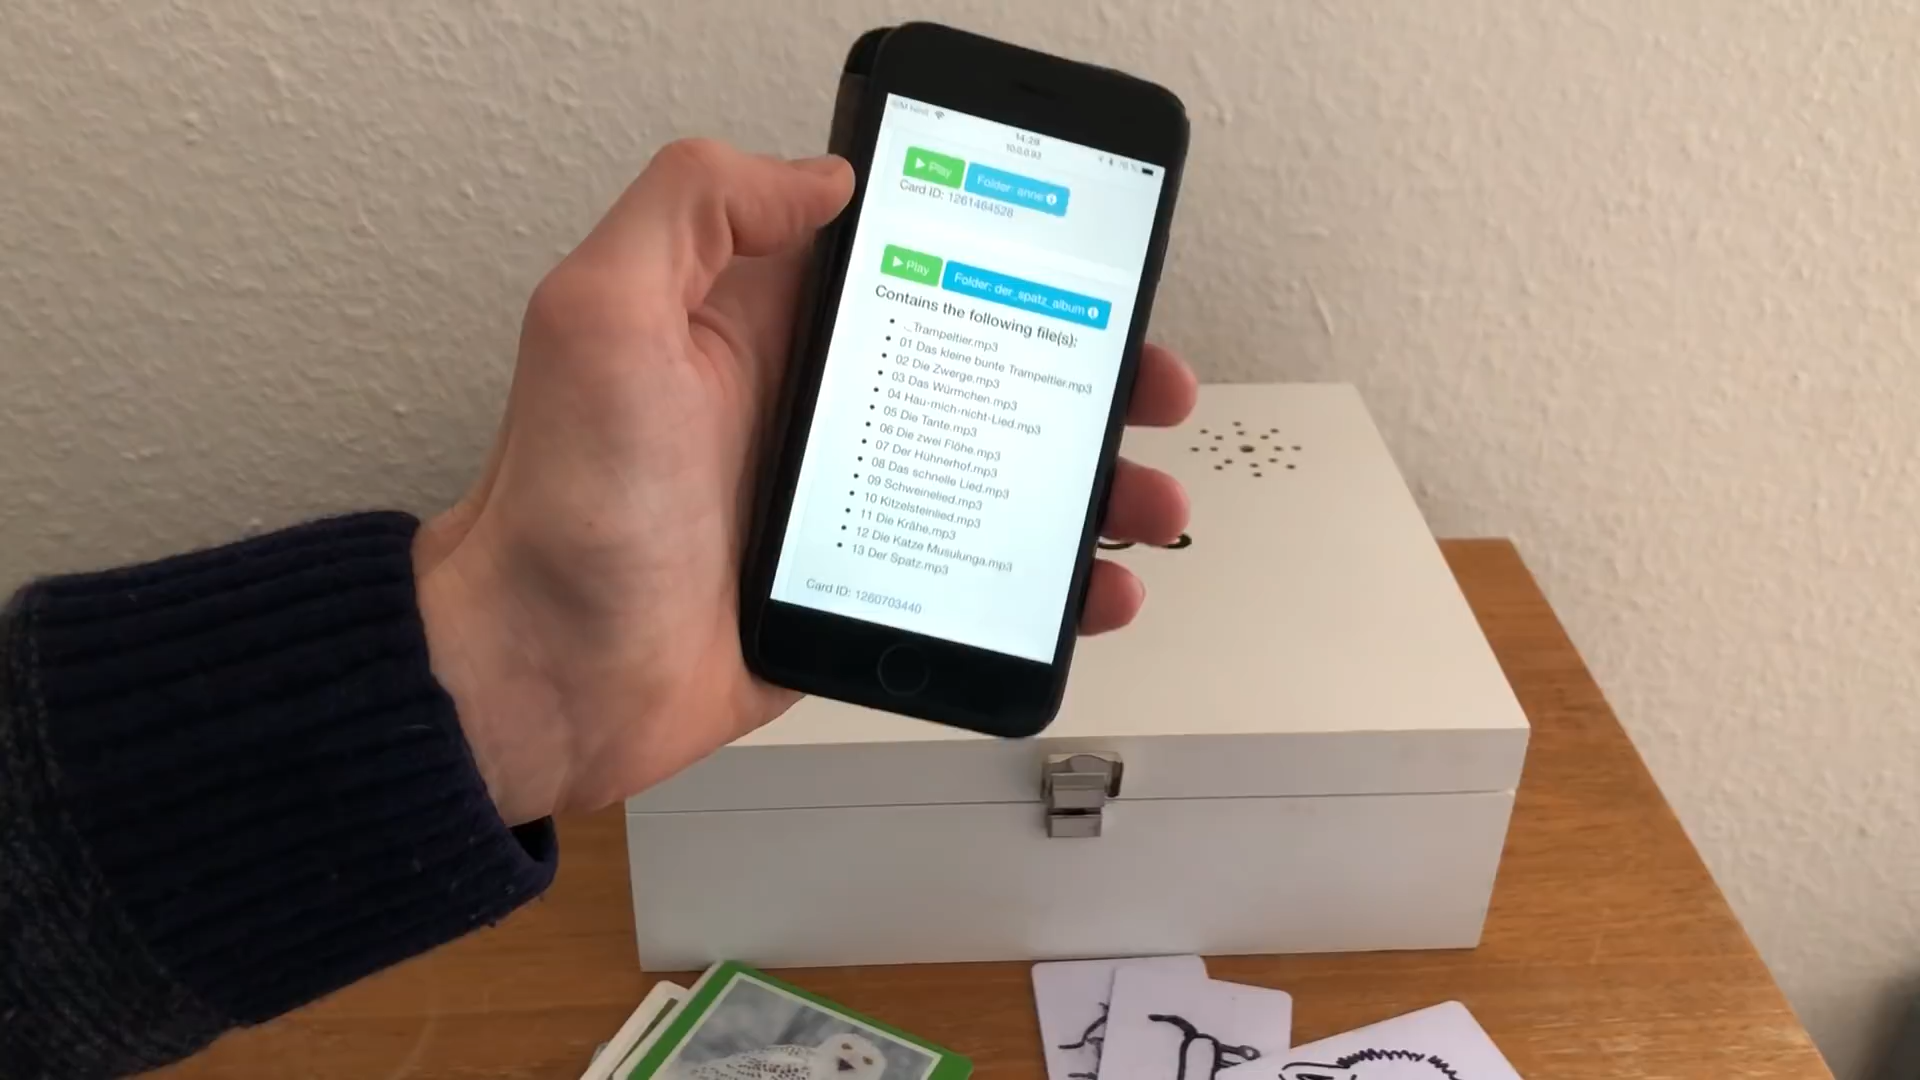 14:29
10.0.0.93
Play Folder: anne
Card ID: 1261464528
Play Folder: der_spatz_album
Contains the following file(s):
._Trampeltier.mp3
01 Das kleine bunte Trampeltier.mp3
02 Die Zwerge.mp3
03 Das Würmchen.mp3
04 Hau-mich-nicht-Lied.mp3
05 Die Tante.mp3
06 Die zwei Flöhe.mp3
07 Der Hühnerhof.mp3
08 Das schnelle Lied.mp3
09 Schweinelied.mp3
10 Kitzelsteinlied.mp3
11 Die Krähe.mp3
12 Die Katze Musulunga.mp3
13 Der Spatz.mp3
Card ID: 1260703440